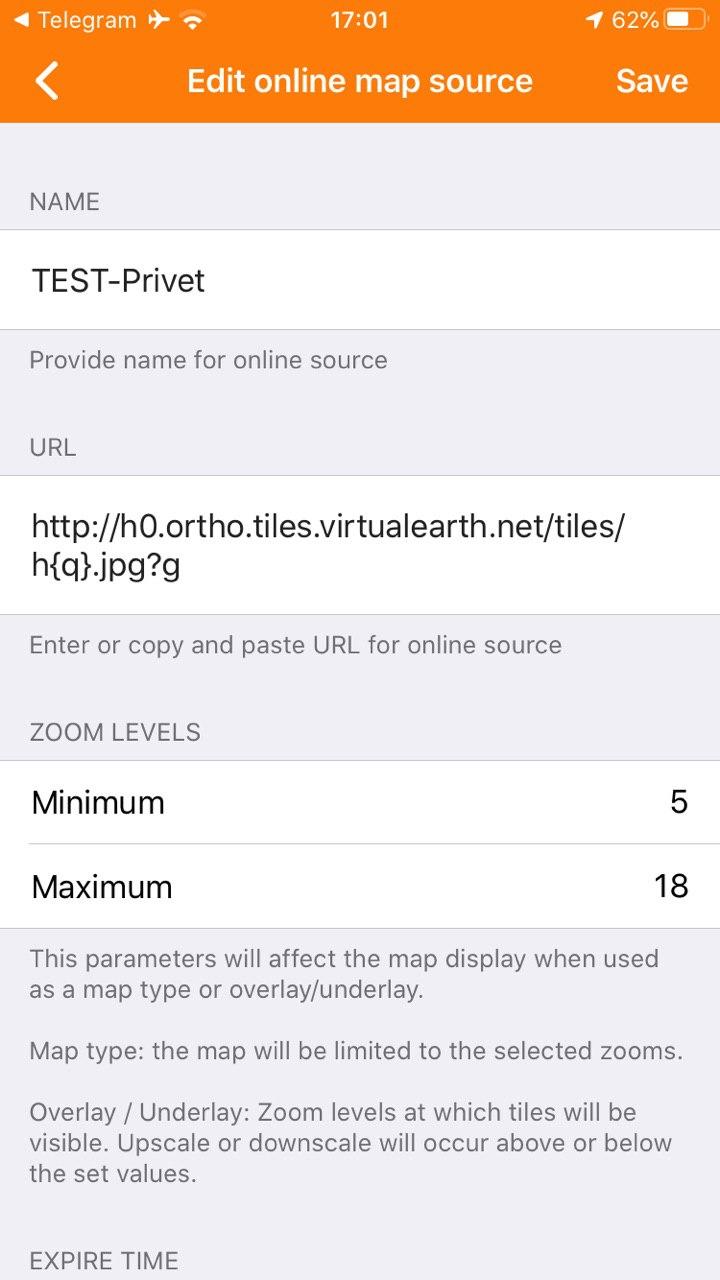 Telegram 17:01 62%
Edit online map source Save
NAME
TEST-Privet
Provide name for online source
URL
http://h0.ortho.tiles.virtualearth.net/tiles/
h{q}.jpg?g
Enter or copy and paste URL for online source
ZOOM LEVELS
Minimum 5
Maximum 18
This parameters will affect the map display when used
as a map type or overlay/underlay.
Map type: the map will be limited to the selected zooms.
Overlay / Underlay: Zoom levels at which tiles will be
visible. Upscale or downscale will occur above or below
the set values.
EXPIRE TIME